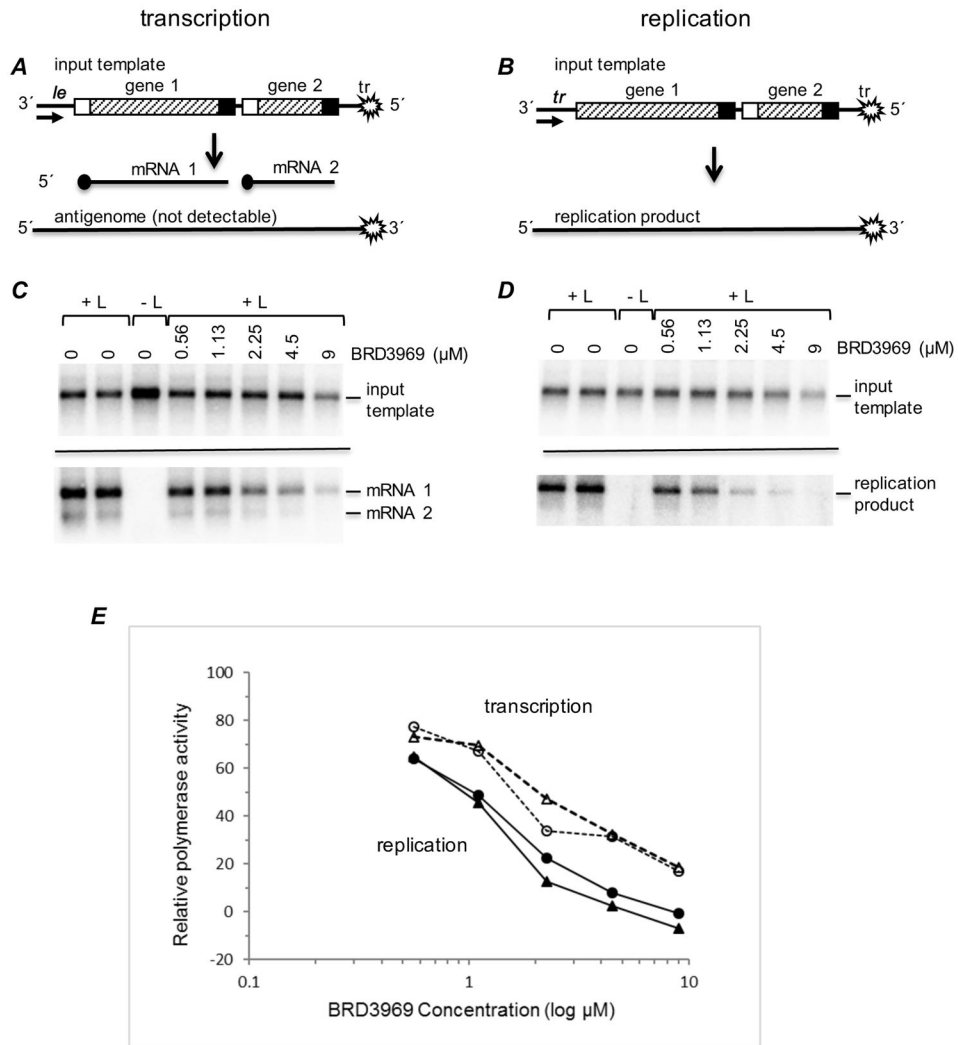 transcription
replication
A
input template
3´ le gene 1 gene 2 tr 5´
5´ mRNA 1 mRNA 2
5´ antigenome (not detectable) 3´
B
input template
3´ tr gene 1 gene 2 tr 5´
5´ replication product 3´
C
+ L - L + L
0 0 0 0.56 1.13 2.25 4.5 9 BRD3969 (µM)
input
template
mRNA 1
mRNA 2
D
+ L - L + L
0 0 0 0.56 1.13 2.25 4.5 9 BRD3969 (µM)
input
template
replication
product
E
Relative polymerase activity
100
80
60
40
20
0
-20
transcription
replication
0.1 1 10
BRD3969 Concentration (log µM)